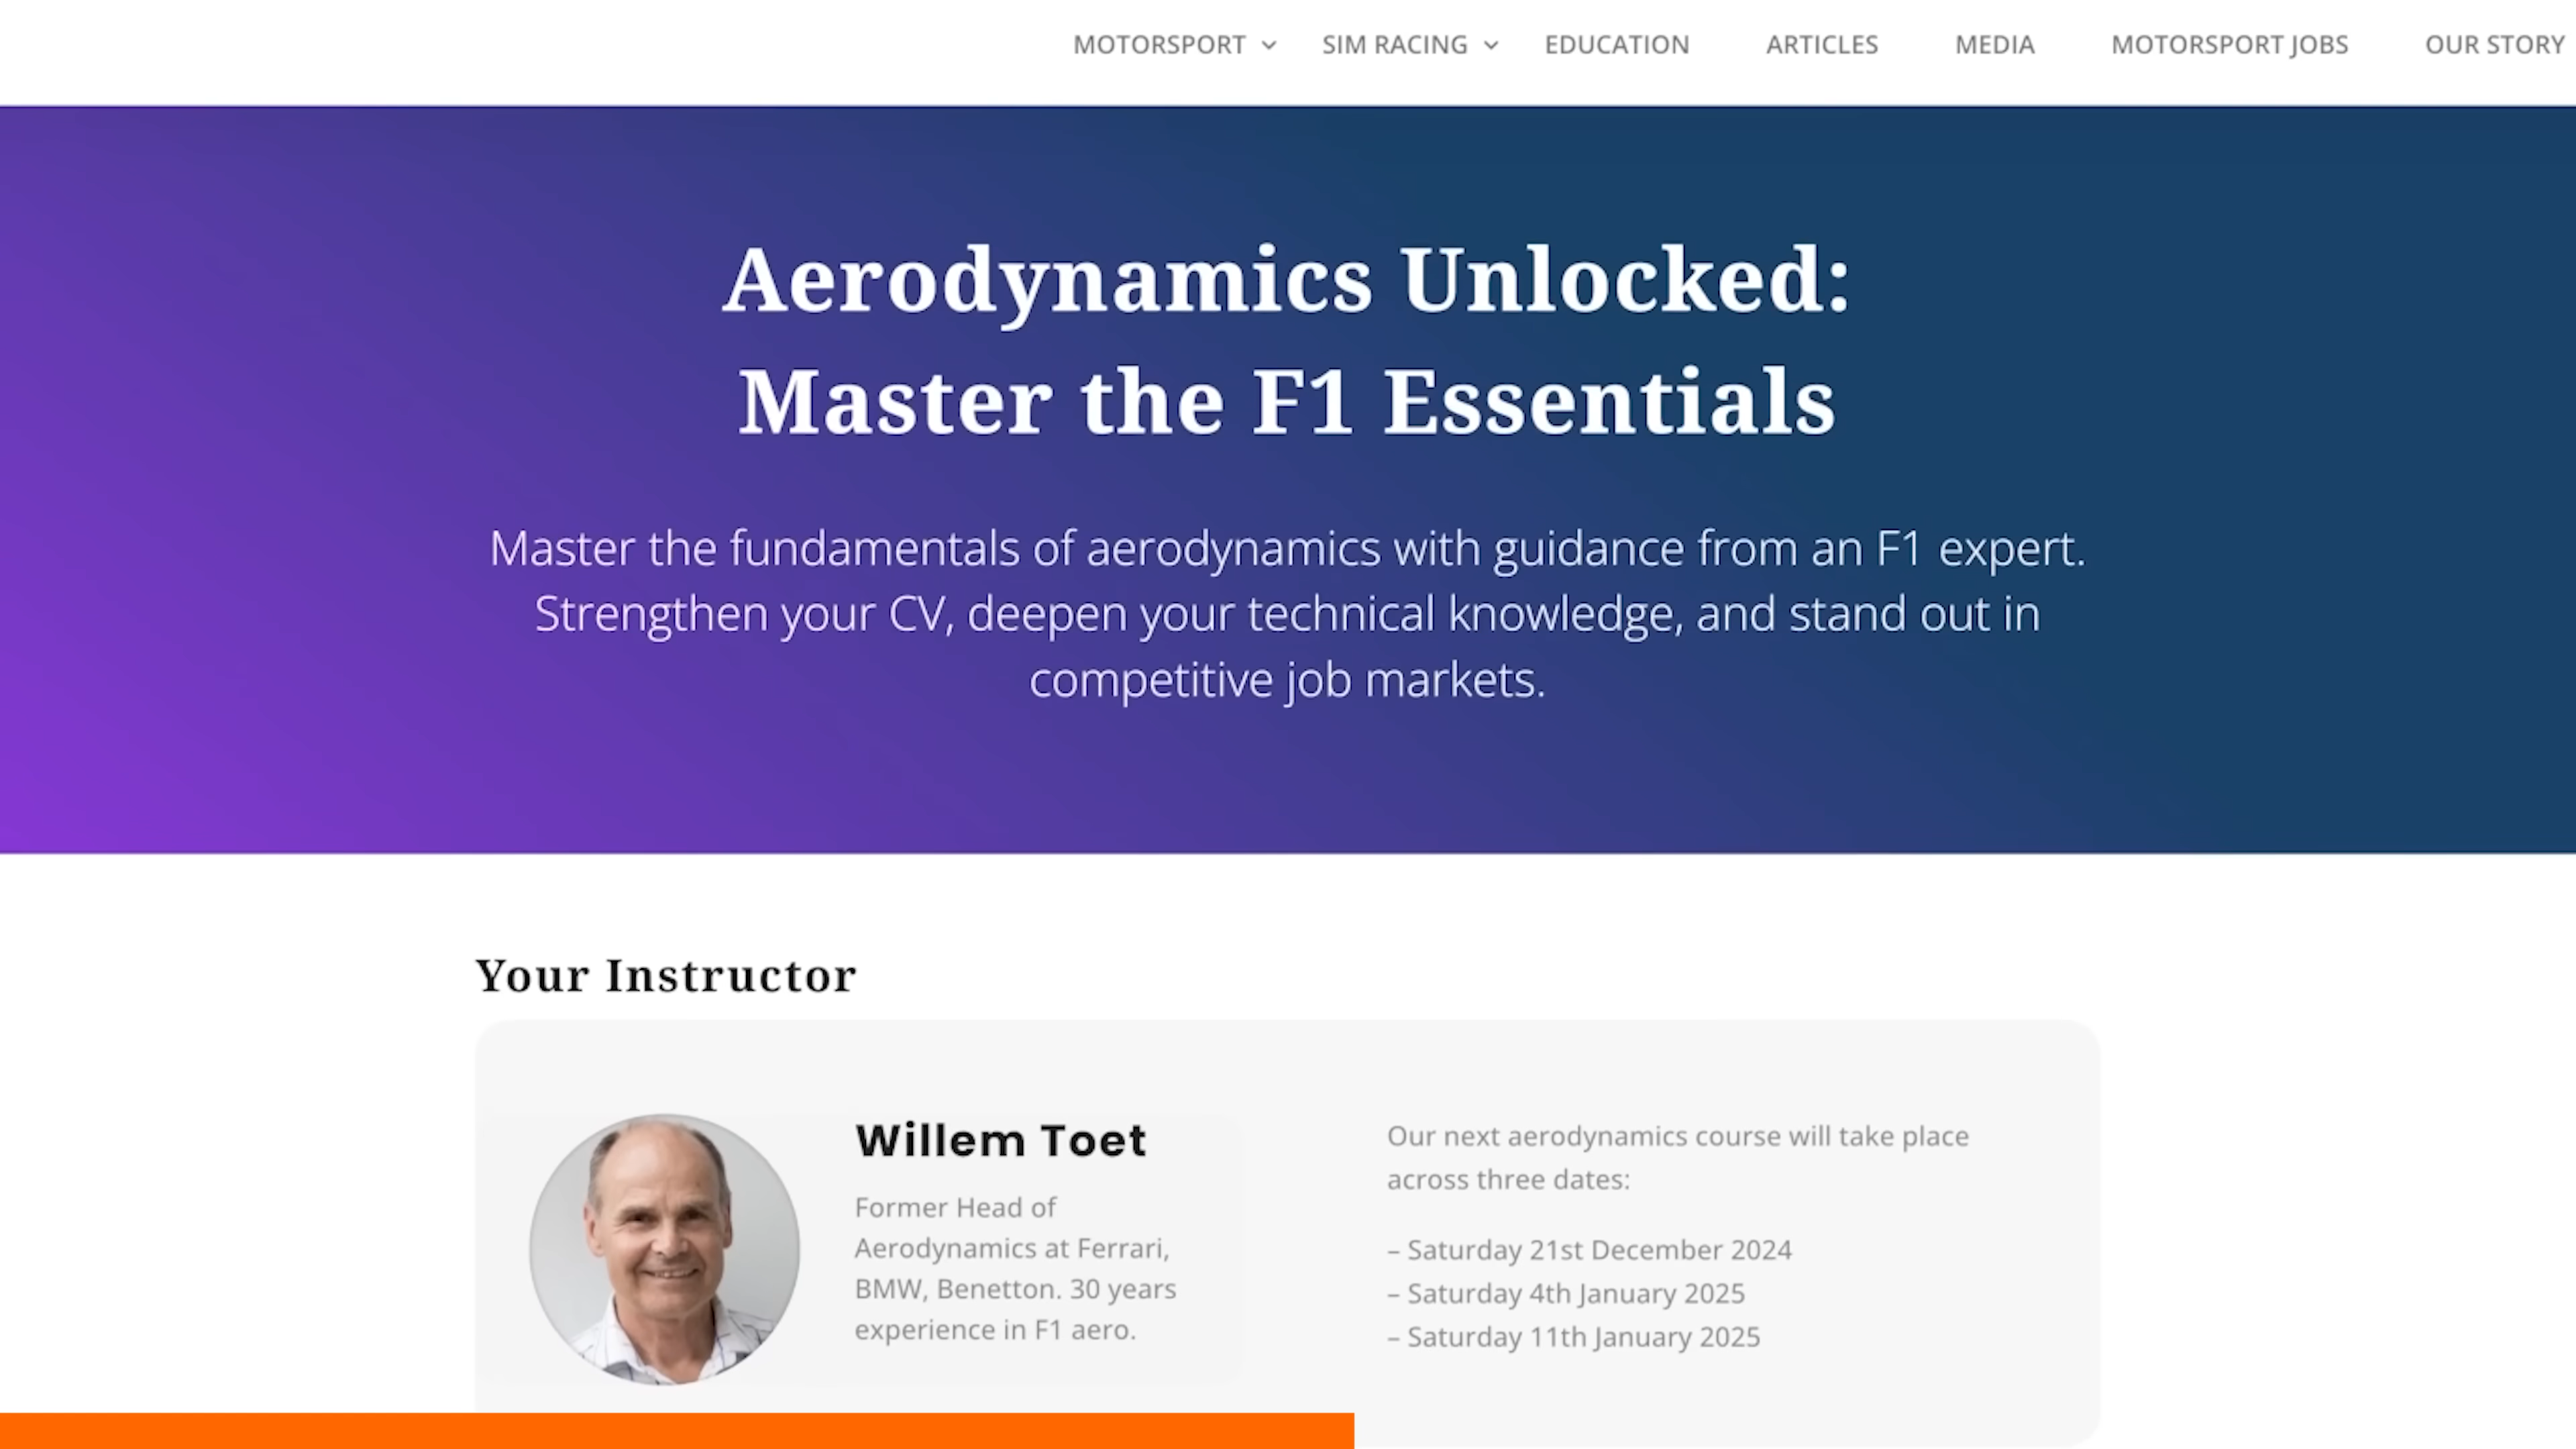 MOTORSPORT SIM RACING EDUCATION ARTICLES MEDIA MOTORSPORT JOBS OUR STORY
Aerodynamics Unlocked:
Master the F1 Essentials
Master the fundamentals of aerodynamics with guidance from an F1 expert.
Strengthen your CV, deepen your technical knowledge, and stand out in
competitive job markets.
Your Instructor
Willem Toet
Former Head of
Aerodynamics at Ferrari,
BMW, Benetton. 30 years
experience in F1 aero.
Our next aerodynamics course will take place
across three dates:
– Saturday 21st December 2024
– Saturday 4th January 2025
– Saturday 11th January 2025